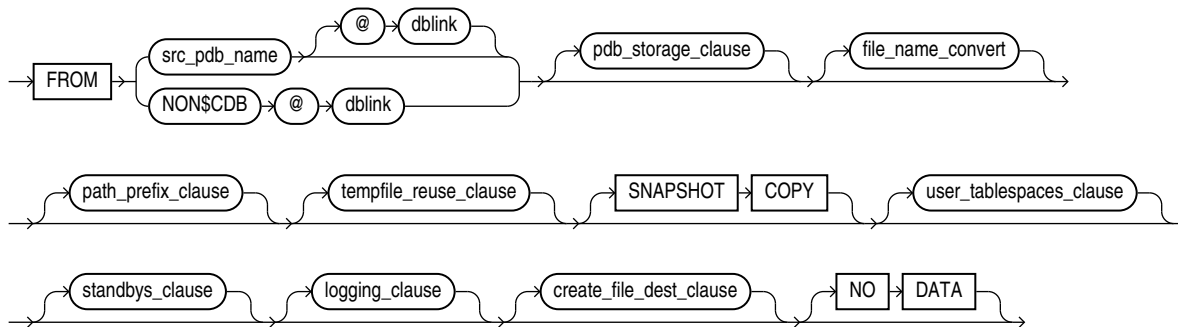 @ dblink
src_pdb_name pdb_storage_clause file_name_convert
FROM
NON$CDB @ dblink
path_prefix_clause tempfile_reuse_clause SNAPSHOT COPY user_tablespaces_clause
standbys_clause logging_clause create_file_dest_clause NO DATA